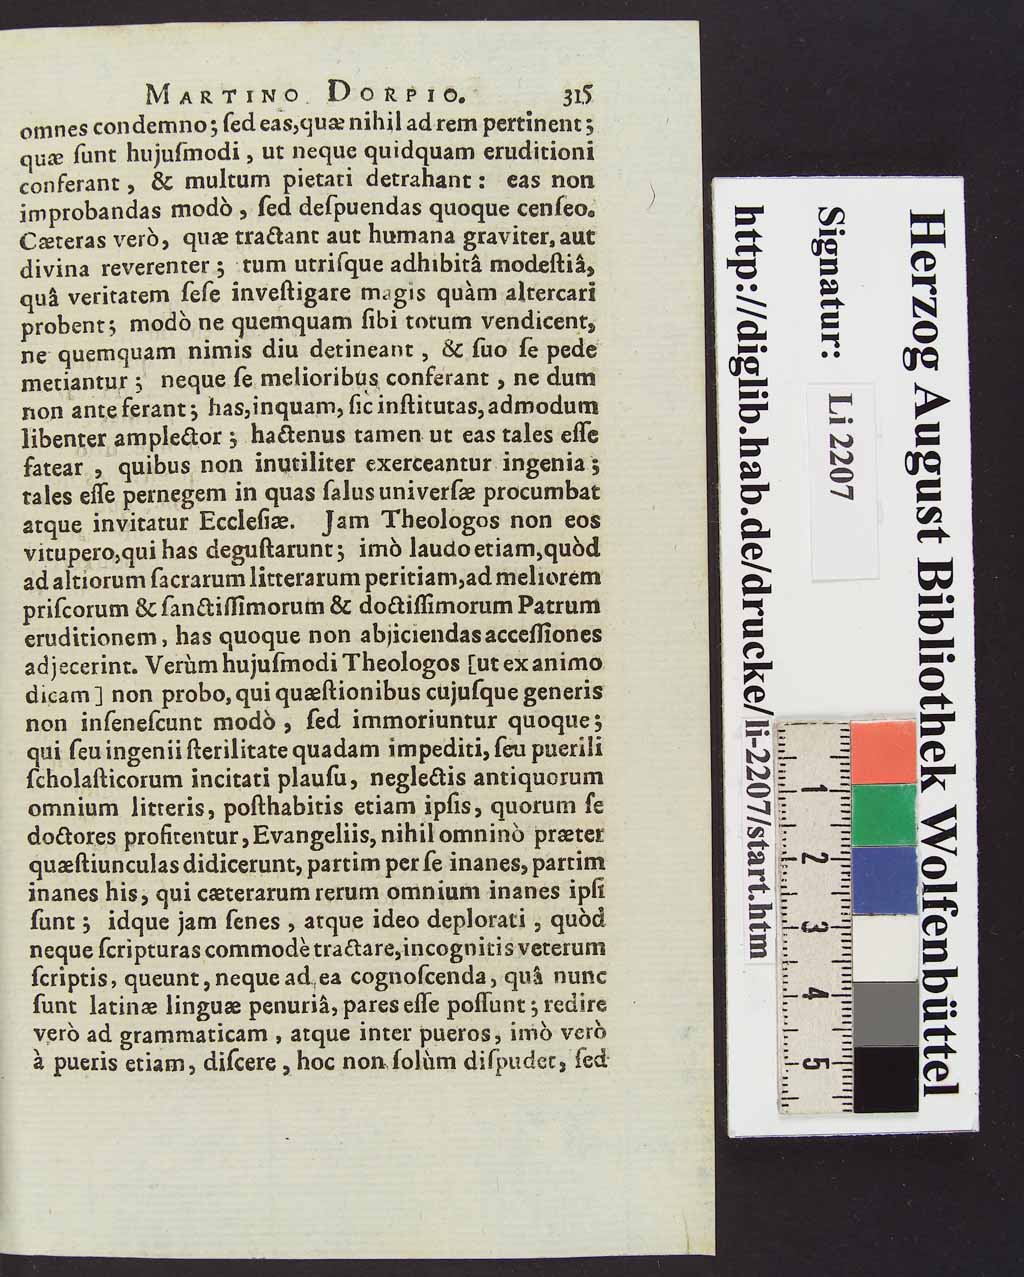 MARTINO DORPIO. 315
omnes condemno; ſed eas, quæ nihil ad rem pertinent;
quæ ſunt hujuſmodi, ut neque quidquam eruditioni
conferant, & multum pietati detrahant: eas non
improbandas modò, ſed deſpuendas quoque cenſeo.
Cæteras verò, quæ tractant aut humana graviter, aut
divina reverenter; tum utriſque adhibitâ modeſtiâ,
quâ veritatem ſeſe inveſtigare magis quàm altercari
probent; modò ne quemquam ſibi totum vendicent,
ne quemquam nimis diu detineant, & ſuo ſe pede
metiantur; neque ſe melioribus conferant, ne dum
non anteferant; has, inquam, ſic inſtitutas, admodum
libenter amplector; hactenus tamen ut eas tales eſſe
fatear, quibus non inutiliter exerceantur ingenia;
tales eſſe pernegem in quas ſalus univerſæ procumbat
atque invitatur Eccleſiæ. Jam Theologos non eos
vitupero, qui has deguſtarunt; imò laudo etiam, quòd
ad altiorum ſacrarum litterarum peritiam, ad meliorem
priſcorum & ſanctiſſimorum & doctiſſimorum Patrum
eruditionem, has quoque non abjiciendas acceſſiones
adjecerint. Verùm hujuſmodi Theologos [ut ex animo
dicam] non probo, qui quæſtionibus cujuſque generis
non inſeneſcunt modò, ſed immoriuntur quoque;
qui ſeu ingenii ſterilitate quadam impediti, ſeu puerili
ſcholaſticorum incitati plauſu, neglectis antiquorum
omnium litteris, poſthabitis etiam ipſis, quorum ſe
doctores profitentur, Evangeliis, nihil omninò præter
quæſtiunculas didicerunt, partim per ſe inanes, partim
inanes his, qui cæterarum rerum omnium inanes ipſi
ſunt; idque jam ſenes, atque ideo deplorati, quòd
neque ſcripturas commodè tractare, incognitis veterum
ſcriptis, queunt, neque ad ea cognoſcenda, quâ nunc
ſunt latinæ linguæ penuriâ, pares eſſe poſſunt; redire
verò ad grammaticam, atque inter pueros, imò verò
à pueris etiam, diſcere, hoc non ſolùm diſpudet, ſed
Herzog August Bibliothek Wolfenbüttel
Signatur: Li 2207
http://diglib.hab.de/drucke/li-2207/start.htm
1
2
3
4
5